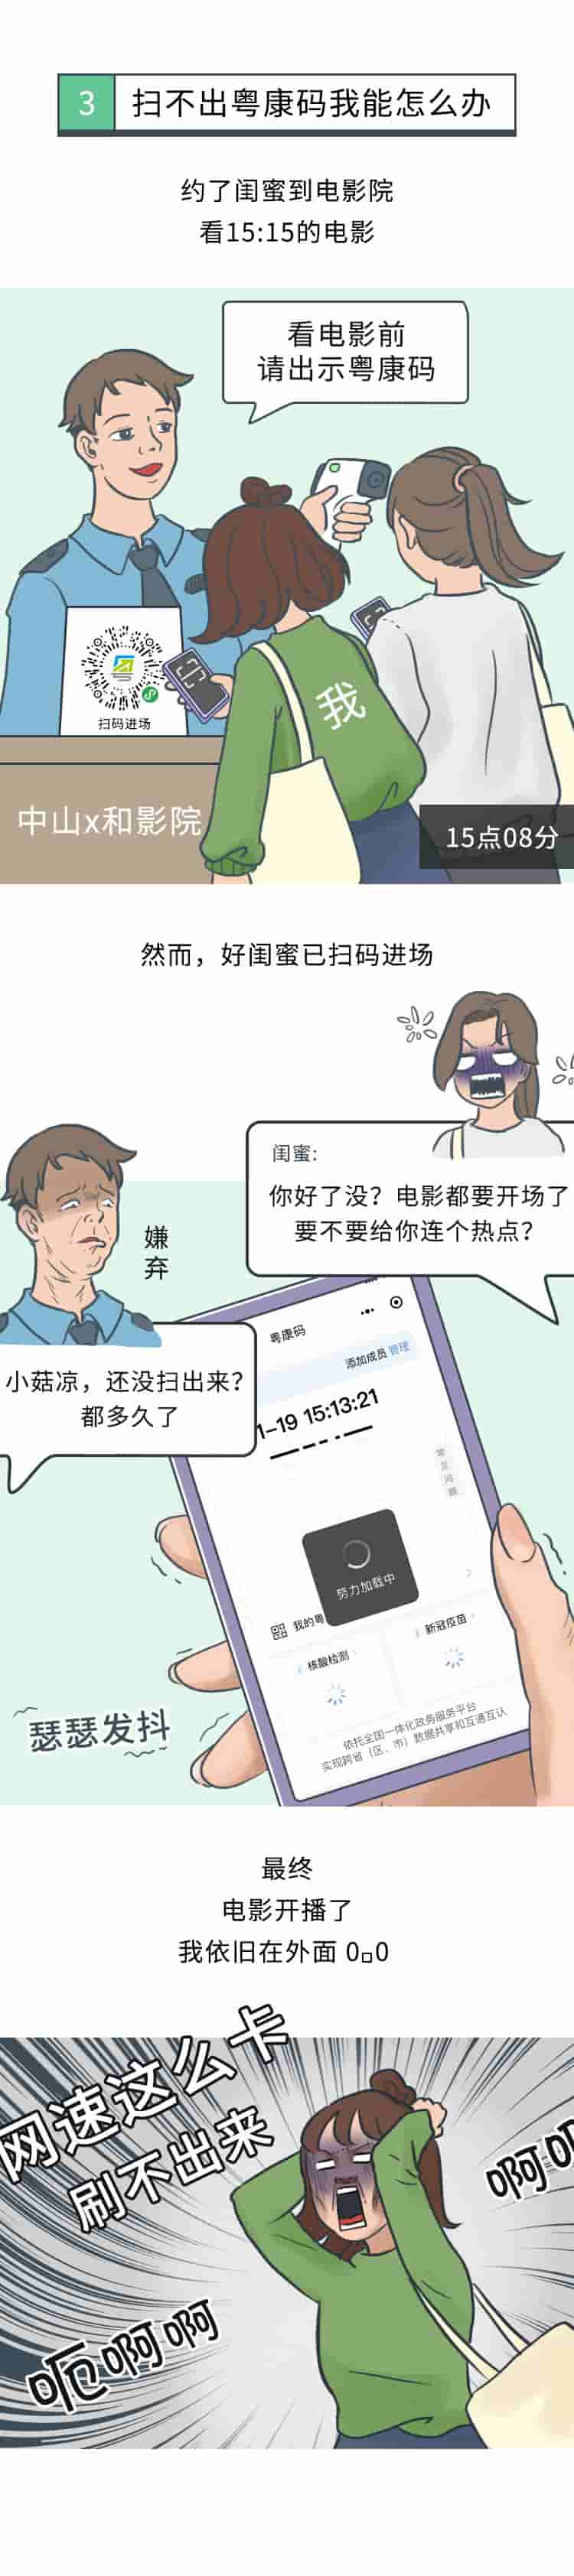 3 扫不出粤康码我能怎么办
约了闺蜜到电影院
看15:15的电影
看电影前
请出示粤康码
扫码进场
我
中山x和影院
15点08分
然而，好闺蜜已扫码进场
闺蜜:
你好了没？电影都要开场了
要不要给你连个热点？
嫌
弃
小菇凉，还没扫出来？
都多久了
粤康码
添加成员 管理
1-19 15:13:21
常见问题
努力加载中
我的粤
核酸检测
新冠疫苗
依托全国一体化政务服务平台
实现跨省（区、市）数据共享和互通互认
瑟瑟发抖
最终
电影开播了
我依旧在外面 0□0
网速这么卡
刷不出来
啊呃
呃啊啊啊